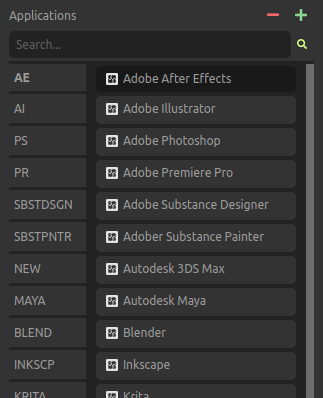 Applications
Search...
AE Adobe After Effects
AI Adobe Illustrator
PS Adobe Photoshop
PR Adobe Premiere Pro
SBSTDSGN Adobe Substance Designer
SBSTPNTR Adober Substance Painter
NEW Autodesk 3DS Max
MAYA Autodesk Maya
BLEND Blender
INKSCP Inkscape
KRITA Krita